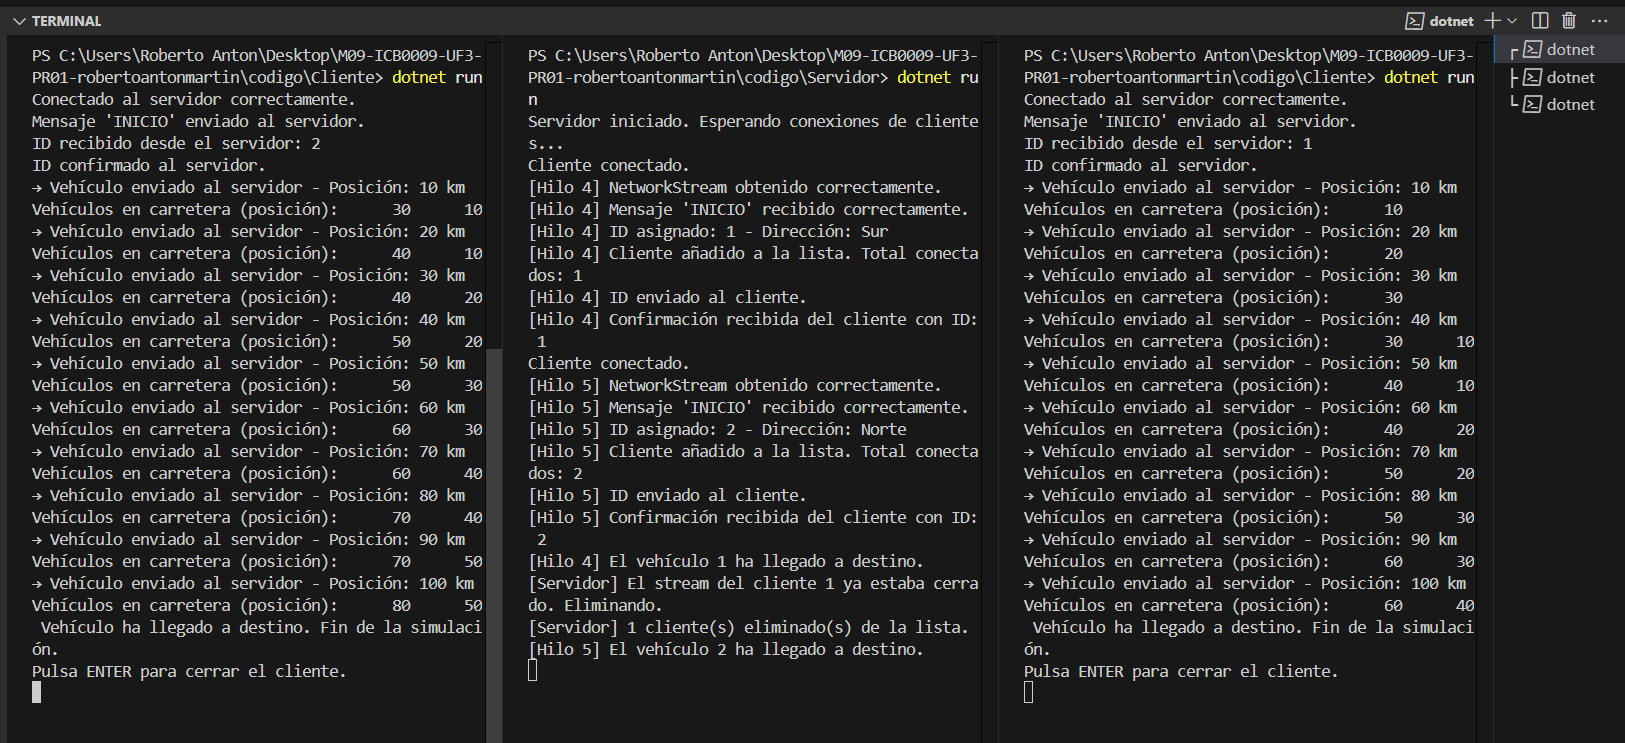 TERMINAL
dotnet
PS C:\Users\Roberto Anton\Desktop\M09-ICB0009-UF3-
PR01-robertoantonmartin\codigo\Cliente> dotnet run
Conectado al servidor correctamente.
Mensaje 'INICIO' enviado al servidor.
ID recibido desde el servidor: 2
ID confirmado al servidor.
→ Vehículo enviado al servidor - Posición: 10 km
Vehículos en carretera (posición):      30      10
→ Vehículo enviado al servidor - Posición: 20 km
Vehículos en carretera (posición):      40      10
→ Vehículo enviado al servidor - Posición: 30 km
Vehículos en carretera (posición):      40      20
→ Vehículo enviado al servidor - Posición: 40 km
Vehículos en carretera (posición):      50      20
→ Vehículo enviado al servidor - Posición: 50 km
Vehículos en carretera (posición):      50      30
→ Vehículo enviado al servidor - Posición: 60 km
Vehículos en carretera (posición):      60      30
→ Vehículo enviado al servidor - Posición: 70 km
Vehículos en carretera (posición):      60      40
→ Vehículo enviado al servidor - Posición: 80 km
Vehículos en carretera (posición):      70      40
→ Vehículo enviado al servidor - Posición: 90 km
Vehículos en carretera (posición):      70      50
→ Vehículo enviado al servidor - Posición: 100 km
Vehículos en carretera (posición):      80      50
Vehículo ha llegado a destino. Fin de la simulaci
ón.
Pulsa ENTER para cerrar el cliente.
PS C:\Users\Roberto Anton\Desktop\M09-ICB0009-UF3-
PR01-robertoantonmartin\codigo\Servidor> dotnet ru
n
Servidor iniciado. Esperando conexiones de cliente
s...
Cliente conectado.
[Hilo 4] NetworkStream obtenido correctamente.
[Hilo 4] Mensaje 'INICIO' recibido correctamente.
[Hilo 4] ID asignado: 1 - Dirección: Sur
[Hilo 4] Cliente añadido a la lista. Total conecta
dos: 1
[Hilo 4] ID enviado al cliente.
[Hilo 4] Confirmación recibida del cliente con ID:
1
Cliente conectado.
[Hilo 5] NetworkStream obtenido correctamente.
[Hilo 5] Mensaje 'INICIO' recibido correctamente.
[Hilo 5] ID asignado: 2 - Dirección: Norte
[Hilo 5] Cliente añadido a la lista. Total conecta
dos: 2
[Hilo 5] ID enviado al cliente.
[Hilo 5] Confirmación recibida del cliente con ID:
2
[Hilo 4] El vehículo 1 ha llegado a destino.
[Servidor] El stream del cliente 1 ya estaba cerra
do. Eliminando.
[Servidor] 1 cliente(s) eliminado(s) de la lista.
[Hilo 5] El vehículo 2 ha llegado a destino.
PS C:\Users\Roberto Anton\Desktop\M09-ICB0009-UF3-
PR01-robertoantonmartin\codigo\Cliente> dotnet run
Conectado al servidor correctamente.
Mensaje 'INICIO' enviado al servidor.
ID recibido desde el servidor: 1
ID confirmado al servidor.
→ Vehículo enviado al servidor - Posición: 10 km
Vehículos en carretera (posición):      10
→ Vehículo enviado al servidor - Posición: 20 km
Vehículos en carretera (posición):      20
→ Vehículo enviado al servidor - Posición: 30 km
Vehículos en carretera (posición):      30
→ Vehículo enviado al servidor - Posición: 40 km
Vehículos en carretera (posición):      30      10
→ Vehículo enviado al servidor - Posición: 50 km
Vehículos en carretera (posición):      40      10
→ Vehículo enviado al servidor - Posición: 60 km
Vehículos en carretera (posición):      40      20
→ Vehículo enviado al servidor - Posición: 70 km
Vehículos en carretera (posición):      50      20
→ Vehículo enviado al servidor - Posición: 80 km
Vehículos en carretera (posición):      50      30
→ Vehículo enviado al servidor - Posición: 90 km
Vehículos en carretera (posición):      60      30
→ Vehículo enviado al servidor - Posición: 100 km
Vehículos en carretera (posición):      60      40
Vehículo ha llegado a destino. Fin de la simulaci
ón.
Pulsa ENTER para cerrar el cliente.
dotnet
dotnet
dotnet